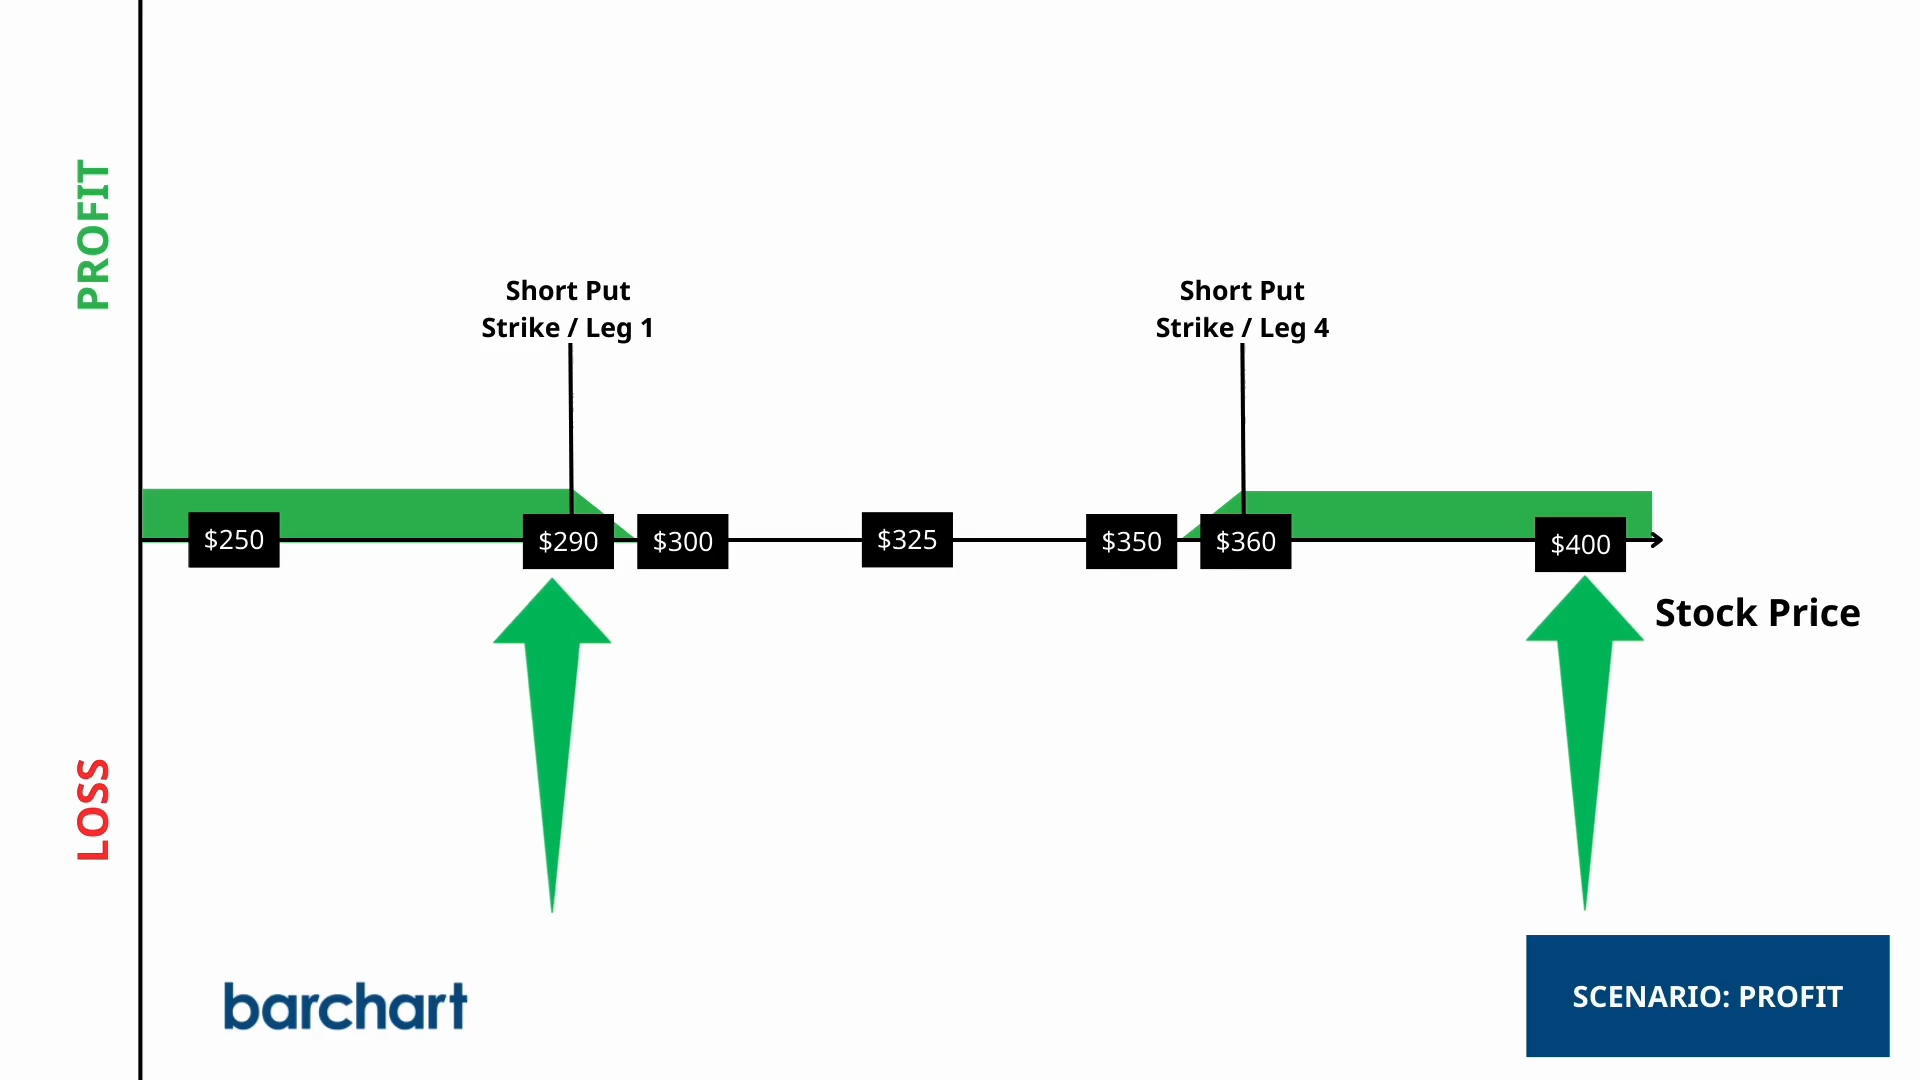 PROFIT
Short Put
Strike / Leg 1
Short Put
Strike / Leg 4
$250
$290
$300
$325
$350
$360
$400
Stock Price
LOSS
barchart
SCENARIO: PROFIT